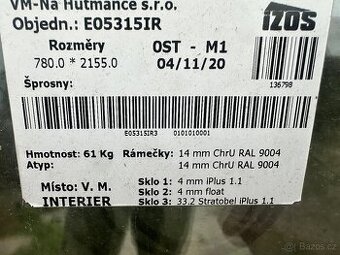 VM-Na Hutmance s.r.o.
IZOS
Objedn.: E05315IR
Rozměry
OST - M1
780.0 * 2155.0
04/11/20
136798
Šprosny:
E05315IR3 0101010001
Hmotnost: 61 Kg Rámečky: 14 mm ChrU RAL 9004
Atyp: 14 mm ChrU RAL 9004
Místo: V. M. Sklo 1: 4 mm iPlus 1.1
INTERIER Sklo 2: 4 mm float
Sklo 3: 33.2 Stratobel iPlus 1.1